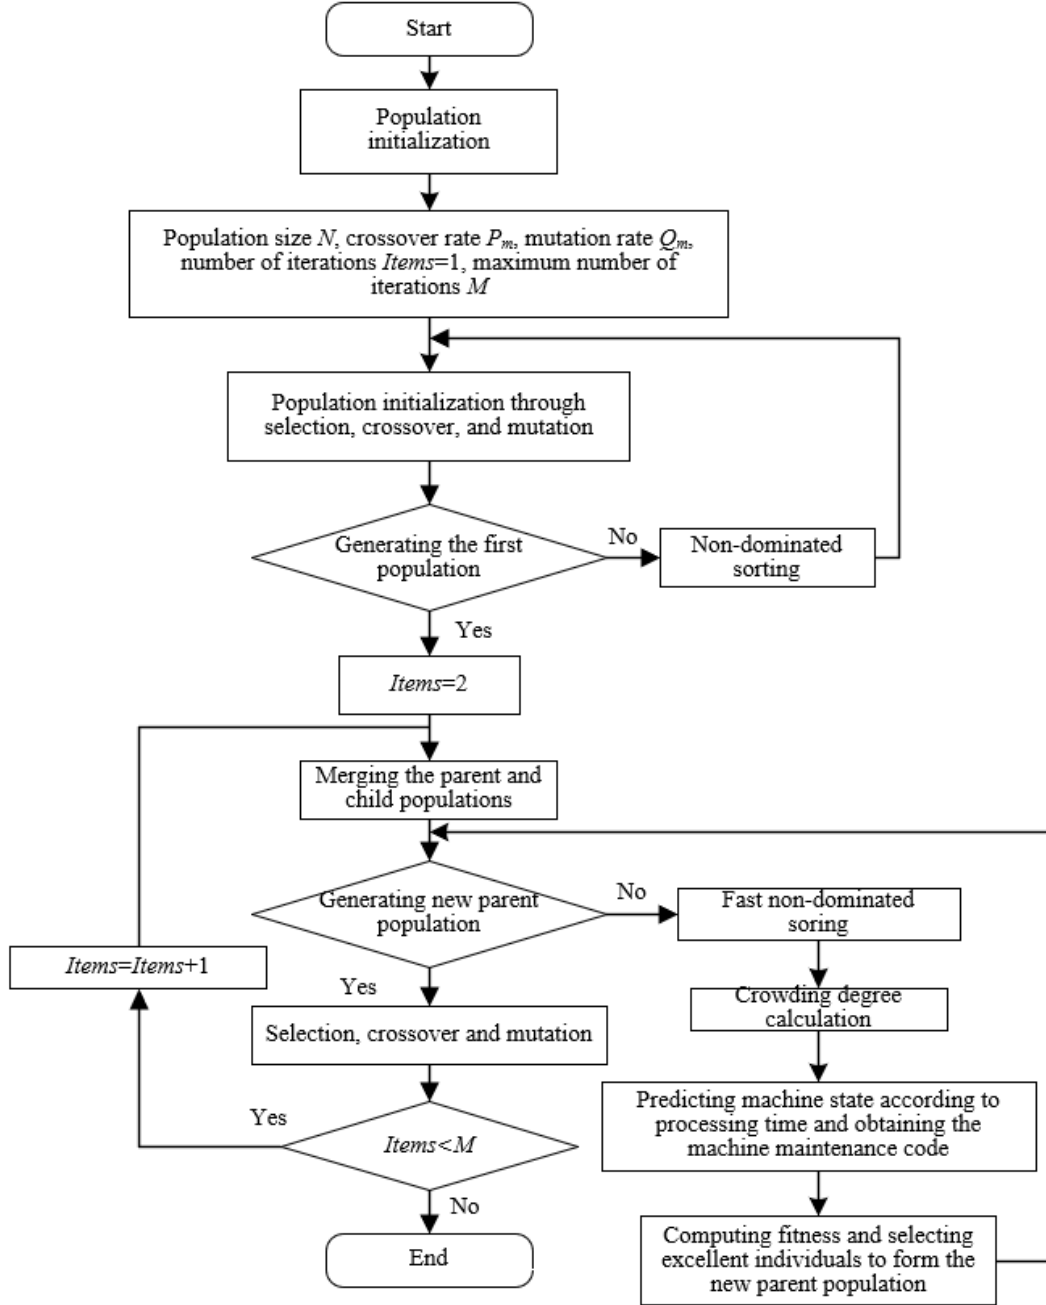 Start
Population
initialization
Population size N, crossover rate Pm, mutation rate Qm,
number of iterations Items=1, maximum number of
iterations M
Population initialization through
selection, crossover, and mutation
Generating the first
population
No
Non-dominated
sorting
Yes
Items=2
Merging the parent and
child populations
Generating new parent
population
No
Fast non-dominated
soring
Items=Items+1
Yes
Crowding degree
calculation
Selection, crossover and mutation
Predicting machine state according to
processing time and obtaining the
machine maintenance code
Yes
Items<M
No
Computing fitness and selecting
excellent individuals to form the
new parent population
End